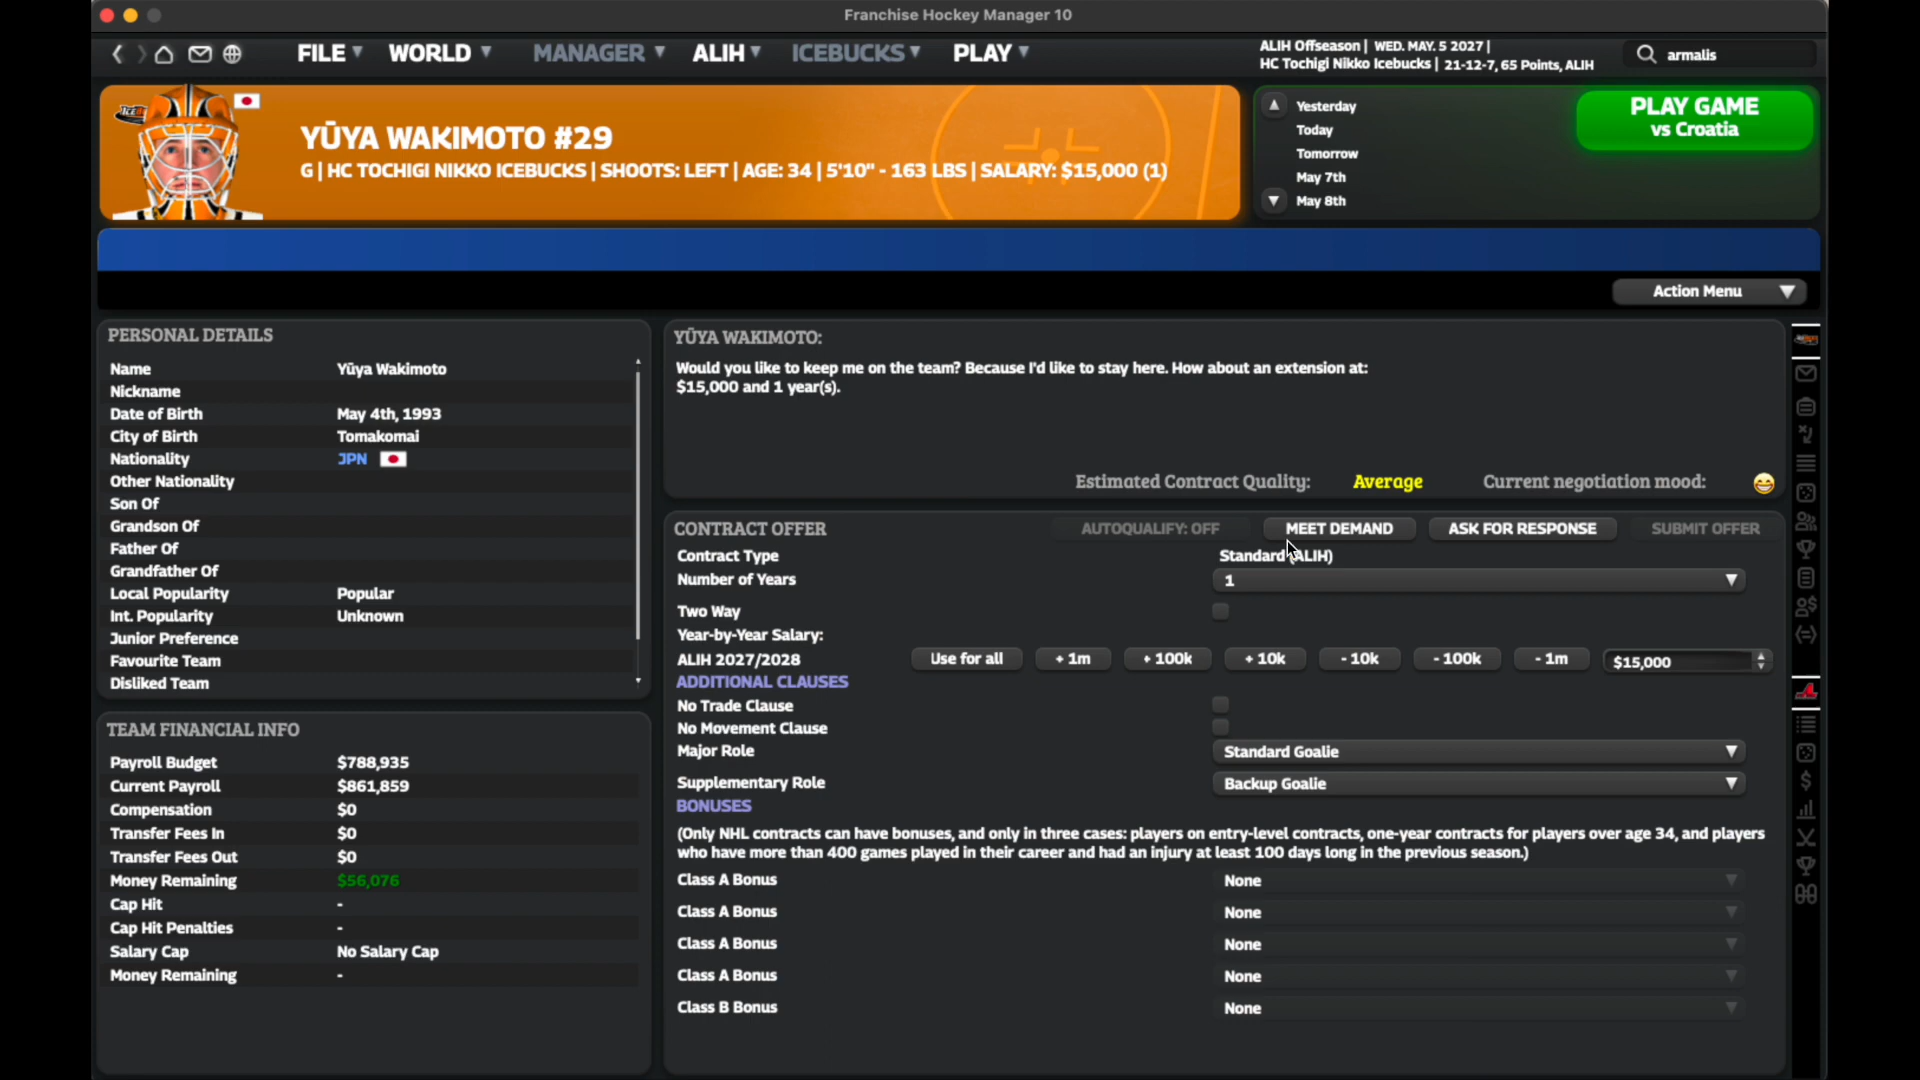 Franchise Hockey Manager 10
FILE WORLD MANAGER ALIH ICEBUCKS PLAY
ALIH Offseason | WED. MAY. 5 2027 |
HC Tochigi Nikko Icebucks | 21-12-7, 65 Points, ALIH
armalis
YŪYA WAKIMOTO #29
G | HC TOCHIGI NIKKO ICEBUCKS | SHOOTS: LEFT | AGE: 34 | 5'10" - 163 LBS | SALARY: $15,000 (1)
Yesterday
Today
Tomorrow
May 7th
May 8th
PLAY GAME
vs Croatia
Action Menu
PERSONAL DETAILS
Name Yūya Wakimoto
Nickname
Date of Birth May 4th, 1993
City of Birth Tomakomai
Nationality JPN
Other Nationality
Son Of
Grandson Of
Father Of
Grandfather Of
Local Popularity Popular
Int. Popularity Unknown
Junior Preference
Favourite Team
Disliked Team
TEAM FINANCIAL INFO
Payroll Budget $788,935
Current Payroll $861,859
Compensation $0
Transfer Fees In $0
Transfer Fees Out $0
Money Remaining $56,076
Cap Hit -
Cap Hit Penalties -
Salary Cap No Salary Cap
Money Remaining -
YŪYA WAKIMOTO:
Would you like to keep me on the team? Because I'd like to stay here. How about an extension at:
$15,000 and 1 year(s).
Estimated Contract Quality: Average Current negotiation mood:
CONTRACT OFFER AUTOQUALIFY: OFF MEET DEMAND ASK FOR RESPONSE SUBMIT OFFER
Contract Type Standard (ALIH)
Number of Years 1
Two Way
Year-by-Year Salary:
ALIH 2027/2028 Use for all + 1m + 100k + 10k - 10k - 100k - 1m $15,000
ADDITIONAL CLAUSES
No Trade Clause
No Movement Clause
Major Role Standard Goalie
Supplementary Role Backup Goalie
BONUSES
(Only NHL contracts can have bonuses, and only in three cases: players on entry-level contracts, one-year contracts for players over age 34, and players
who have more than 400 games played in their career and had an injury at least 100 days long in the previous season.)
Class A Bonus None
Class A Bonus None
Class A Bonus None
Class A Bonus None
Class B Bonus None